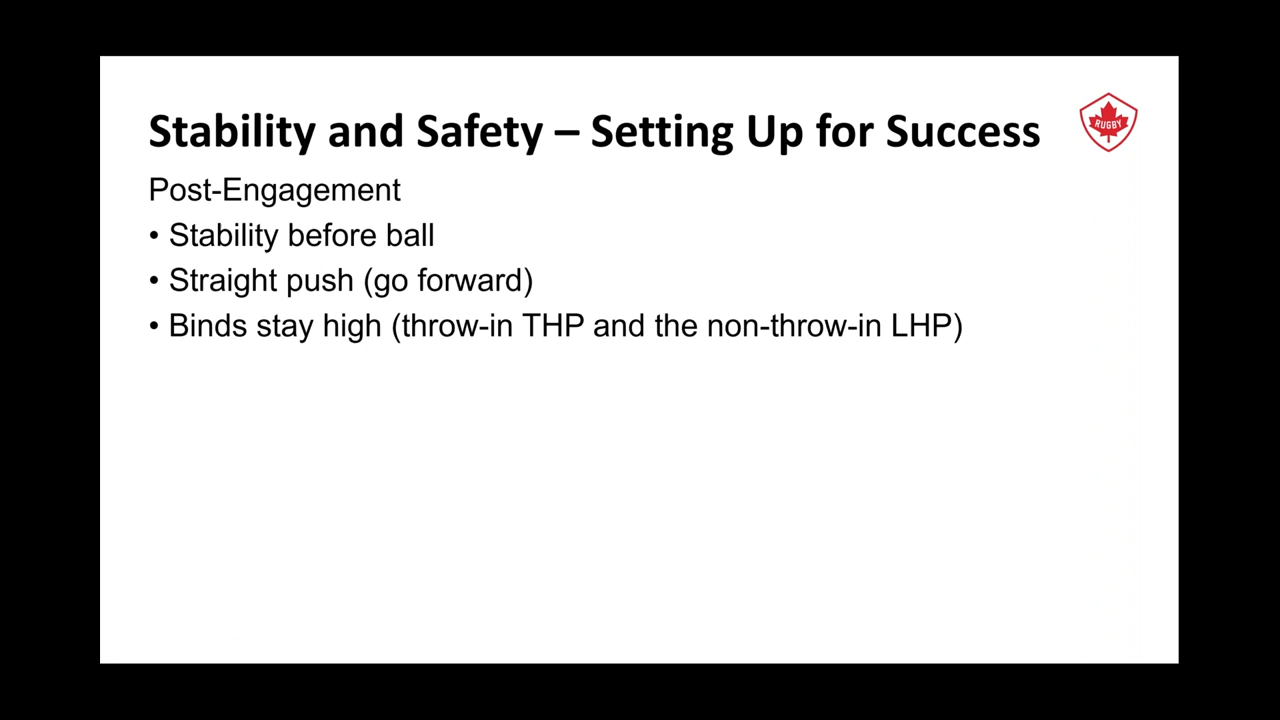 Stability and Safety – Setting Up for Success
RUGBY
Post-Engagement
• Stability before ball
• Straight push (go forward)
• Binds stay high (throw-in THP and the non-throw-in LHP)